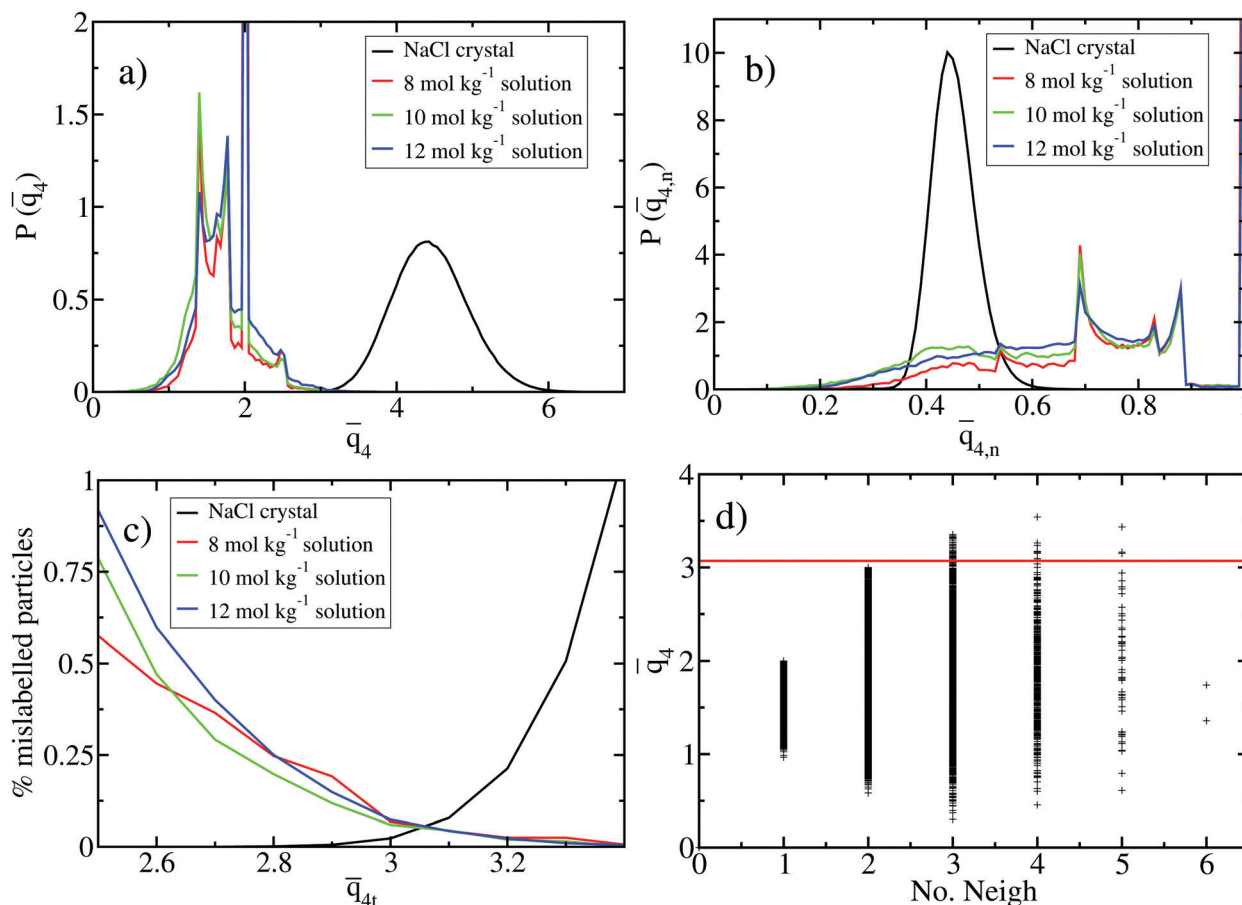 a)
2
1.5
1
0.5
0
P (q̄₄)
NaCl crystal
8 mol kg⁻¹ solution
10 mol kg⁻¹ solution
12 mol kg⁻¹ solution
0 2 4 6
q̄₄
b)
10
8
6
4
2
0
P (q̄₄,ₙ)
NaCl crystal
8 mol kg⁻¹ solution
10 mol kg⁻¹ solution
12 mol kg⁻¹ solution
0 0.2 0.4 0.6 0.8
q̄₄,ₙ
c)
1
0.75
0.5
0.25
0
% mislabelled particles
NaCl crystal
8 mol kg⁻¹ solution
10 mol kg⁻¹ solution
12 mol kg⁻¹ solution
2.6 2.8 3 3.2
q̄₄ₜ
d)
4
3
2
1
0
q̄₄
0 1 2 3 4 5 6
No. Neigh